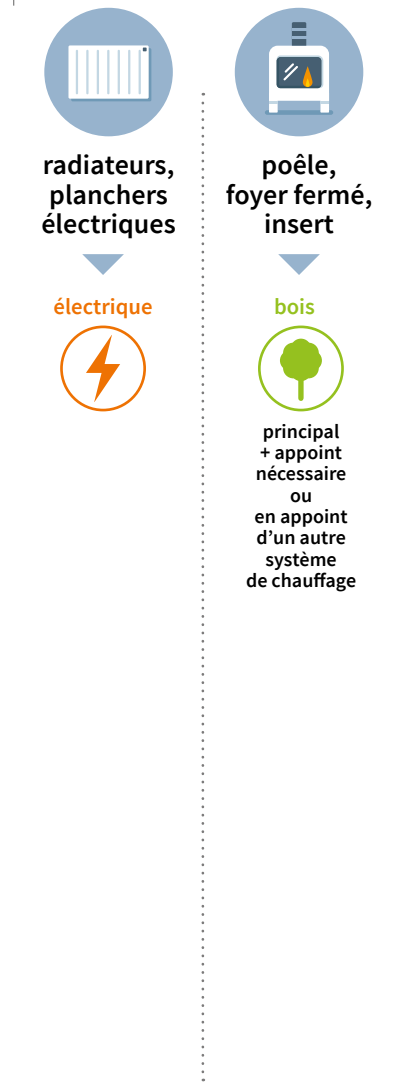 radiateurs,
planchers
électriques
électrique
poêle,
foyer fermé,
insert
bois
principal
+ appoint
nécessaire
ou
en appoint
d’un autre
système
de chauffage